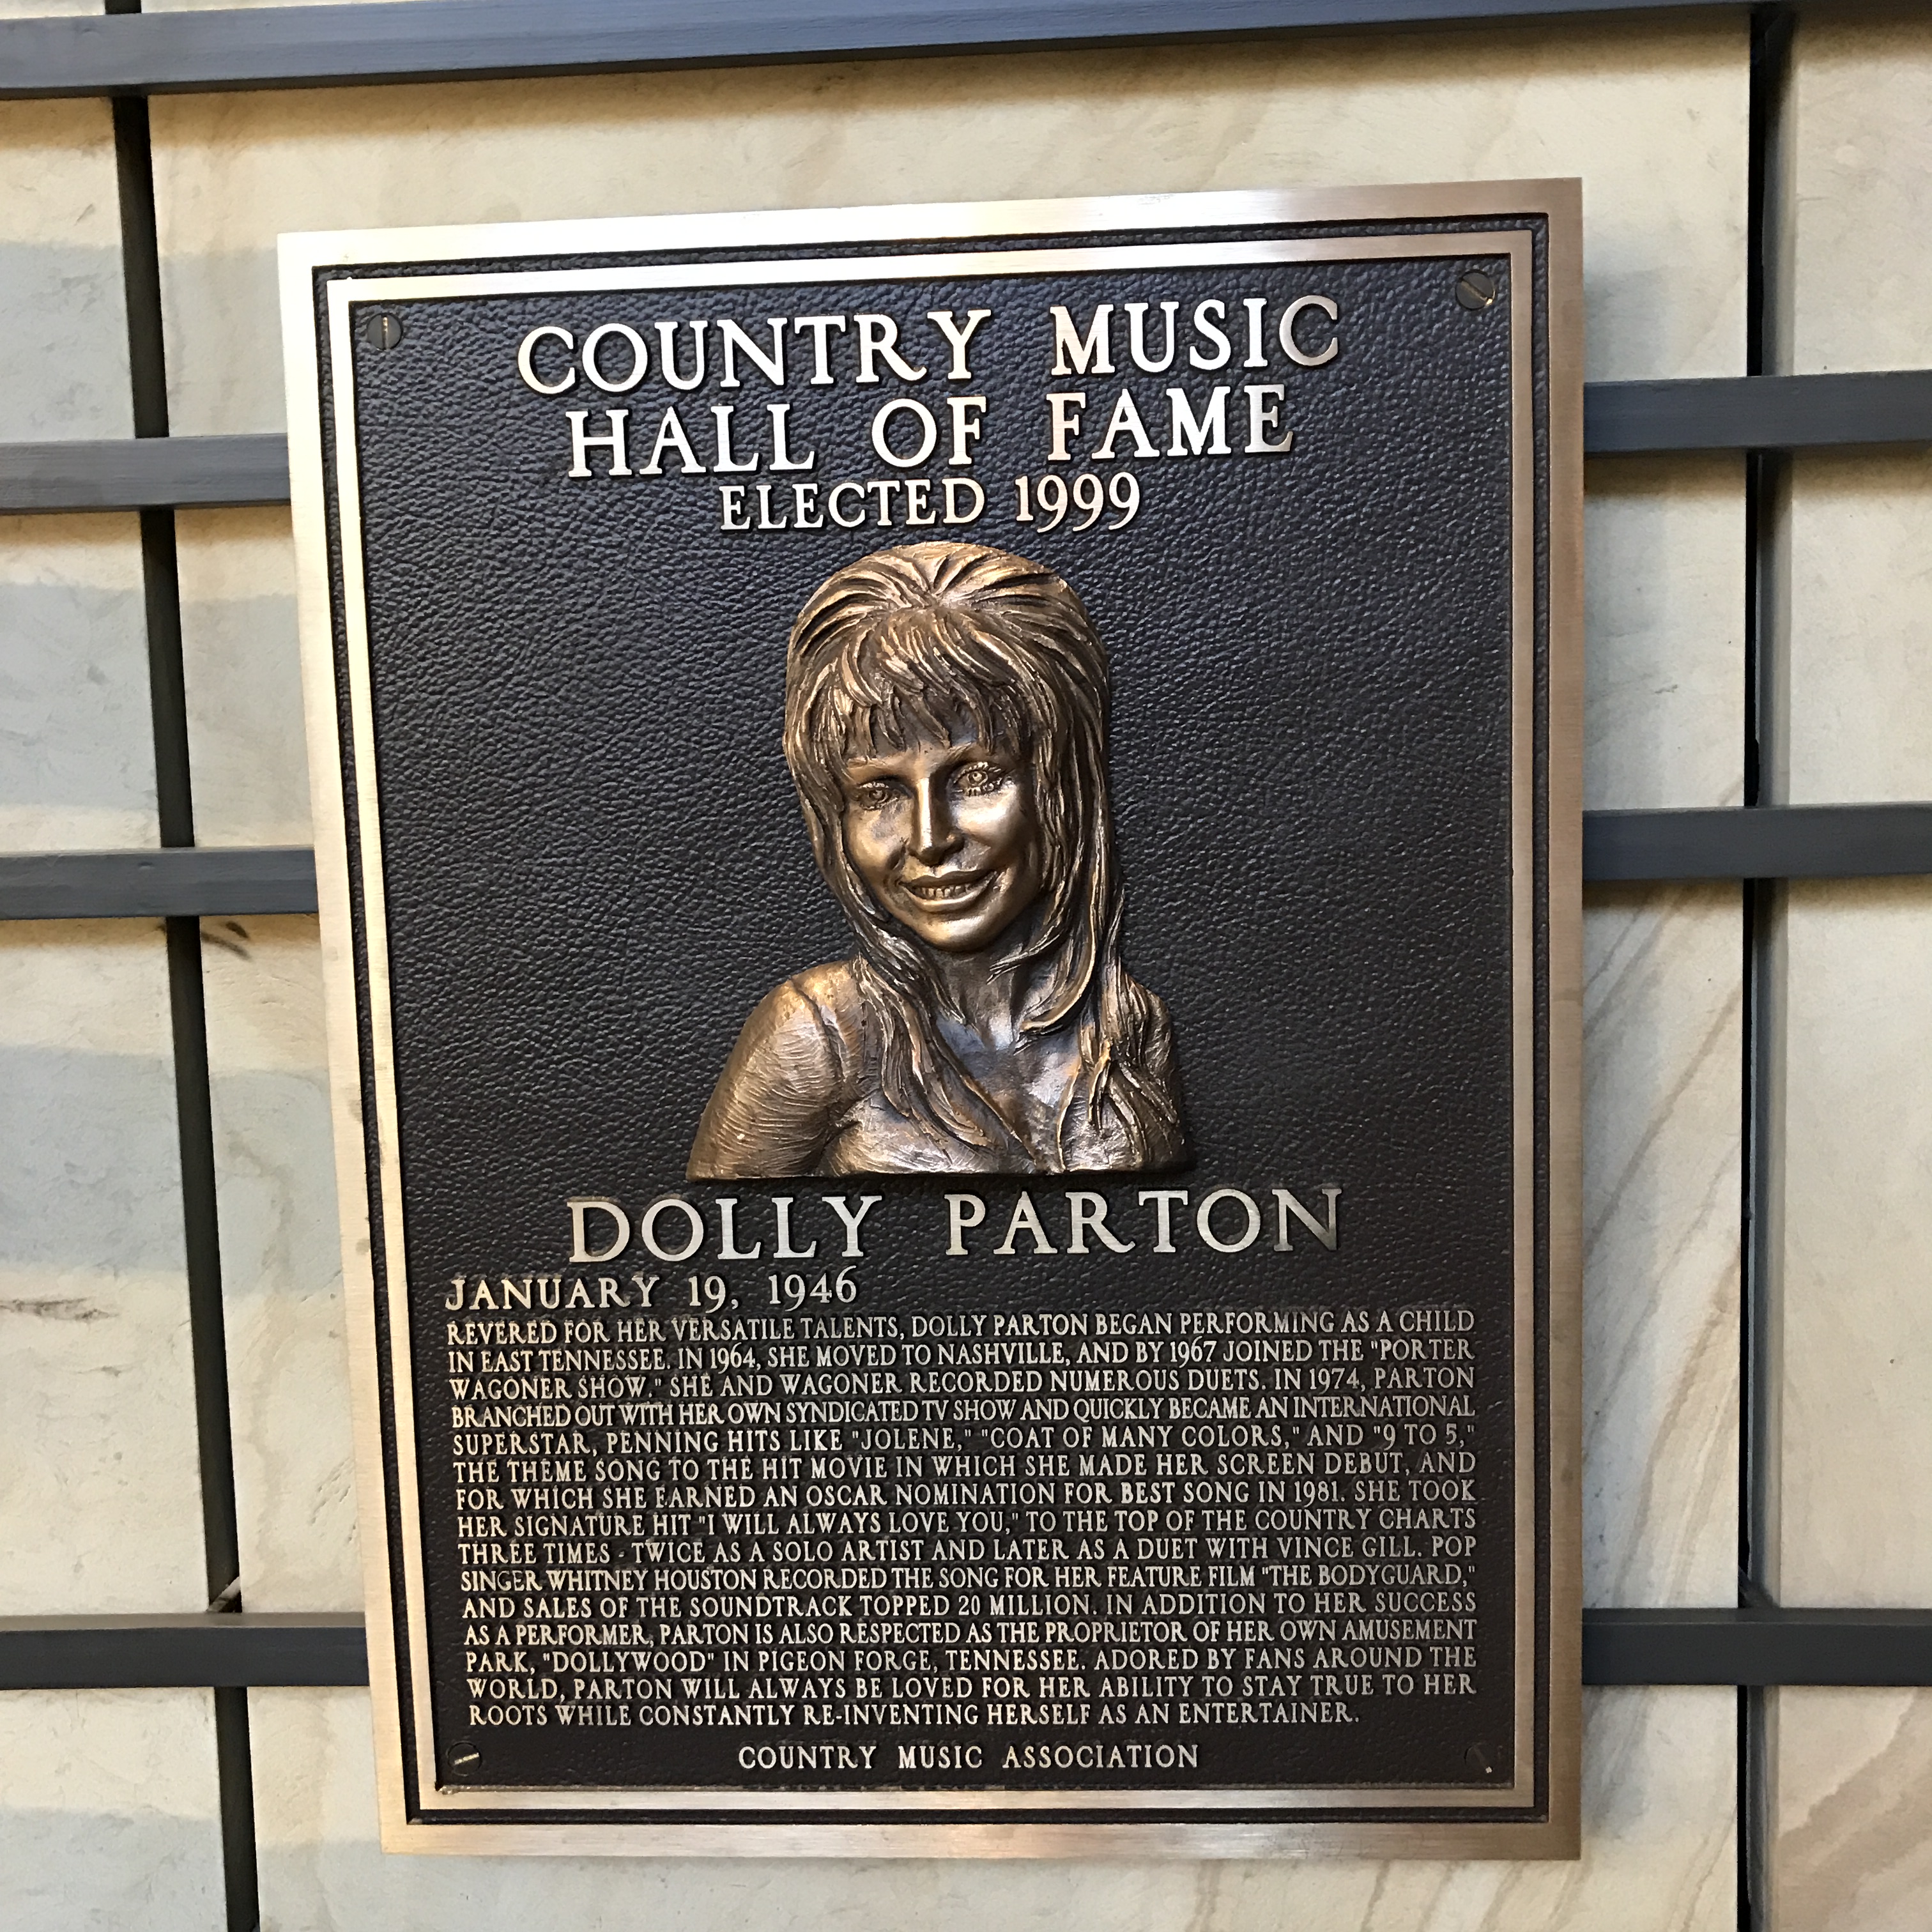 COUNTRY MUSIC
HALL OF FAME
ELECTED 1999
DOLLY PARTON
JANUARY 19, 1946
REVERED FOR HER VERSATILE TALENTS, DOLLY PARTON BEGAN PERFORMING AS A CHILD
IN EAST TENNESSEE. IN 1964, SHE MOVED TO NASHVILLE, AND BY 1967 JOINED THE "PORTER
WAGONER SHOW." SHE AND WAGONER RECORDED NUMEROUS DUETS. IN 1974, PARTON
BRANCHED OUT WITH HER OWN SYNDICATED TV SHOW AND QUICKLY BECAME AN INTERNATIONAL
SUPERSTAR, PENNING HITS LIKE "JOLENE," "COAT OF MANY COLORS," AND "9 TO 5,"
THE THEME SONG TO THE HIT MOVIE IN WHICH SHE MADE HER SCREEN DEBUT, AND
FOR WHICH SHE EARNED AN OSCAR NOMINATION FOR BEST SONG IN 1981. SHE TOOK
HER SIGNATURE HIT "I WILL ALWAYS LOVE YOU," TO THE TOP OF THE COUNTRY CHARTS
THREE TIMES - TWICE AS A SOLO ARTIST AND LATER AS A DUET WITH VINCE GILL. POP
SINGER WHITNEY HOUSTON RECORDED THE SONG FOR HER FEATURE FILM "THE BODYGUARD,"
AND SALES OF THE SOUNDTRACK TOPPED 20 MILLION. IN ADDITION TO HER SUCCESS
AS A PERFORMER, PARTON IS ALSO RESPECTED AS THE PROPRIETOR OF HER OWN AMUSEMENT
PARK, "DOLLYWOOD" IN PIGEON FORGE, TENNESSEE. ADORED BY FANS AROUND THE
WORLD, PARTON WILL ALWAYS BE LOVED FOR HER ABILITY TO STAY TRUE TO HER
ROOTS WHILE CONSTANTLY RE-INVENTING HERSELF AS AN ENTERTAINER.
COUNTRY MUSIC ASSOCIATION